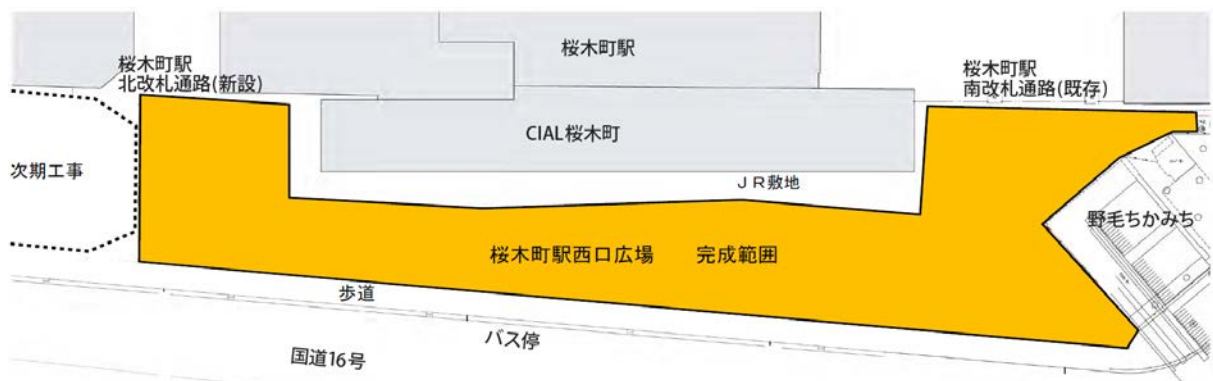 桜木町駅
桜木町駅
北改札通路(新設)
桜木町駅
南改札通路(既存)
CIAL桜木町
次期工事
JR敷地
野毛ちかみち
桜木町駅西口広場　完成範囲
歩道
バス停
国道16号